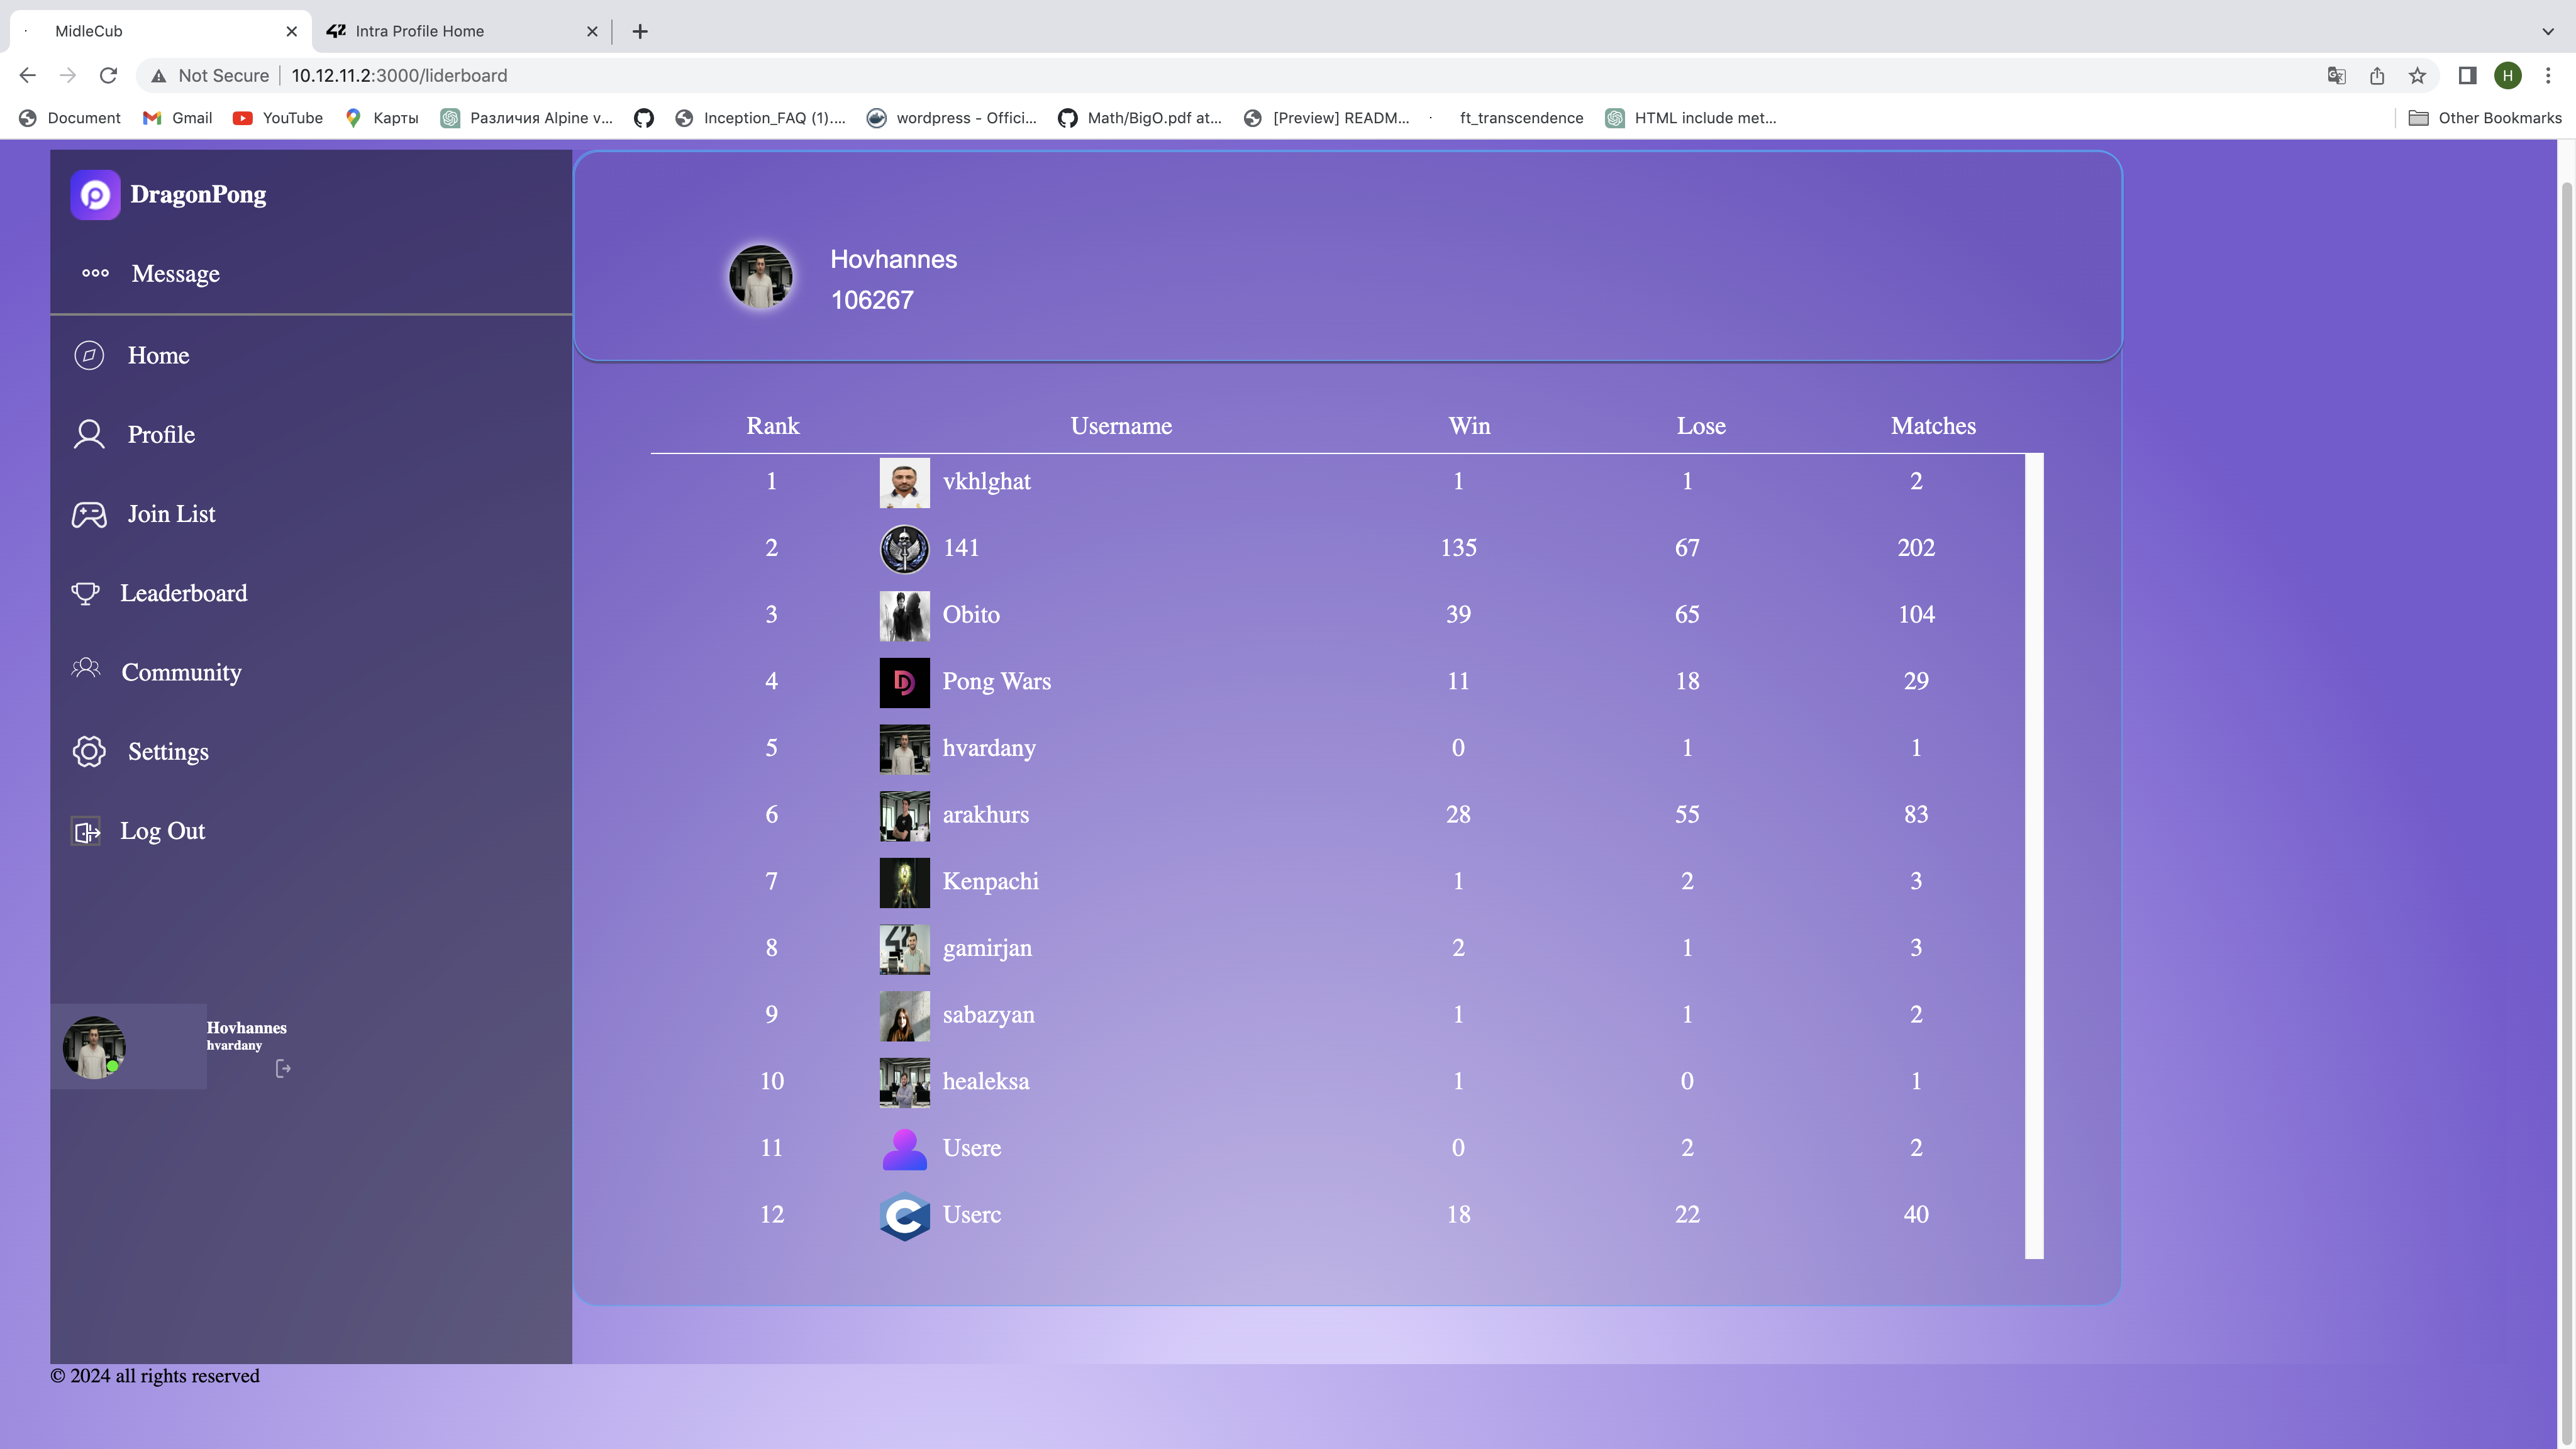 MidleCub
42 Intra Profile Home
Not Secure 10.12.11.2:3000/liderboard
H
Document Gmail YouTube Карты Различия Alpine v... Inception_FAQ (1).... wordpress - Offici... Math/BigO.pdf at... [Preview] READM... ft_transcendence HTML include met... Other Bookmarks
DragonPong
Message
Home
Profile
Join List
Leaderboard
Community
Settings
Log Out
Hovhannes
hvardany
Hovhannes
106267
Rank Username Win Lose Matches
1 vkhlghat 1 1 2
2 141 135 67 202
3 Obito 39 65 104
4 Pong Wars 11 18 29
5 hvardany 0 1 1
6 arakhurs 28 55 83
7 Kenpachi 1 2 3
8 gamirjan 2 1 3
9 sabazyan 1 1 2
10 healeksa 1 0 1
11 Usere 0 2 2
12 Userc 18 22 40
© 2024 all rights reserved